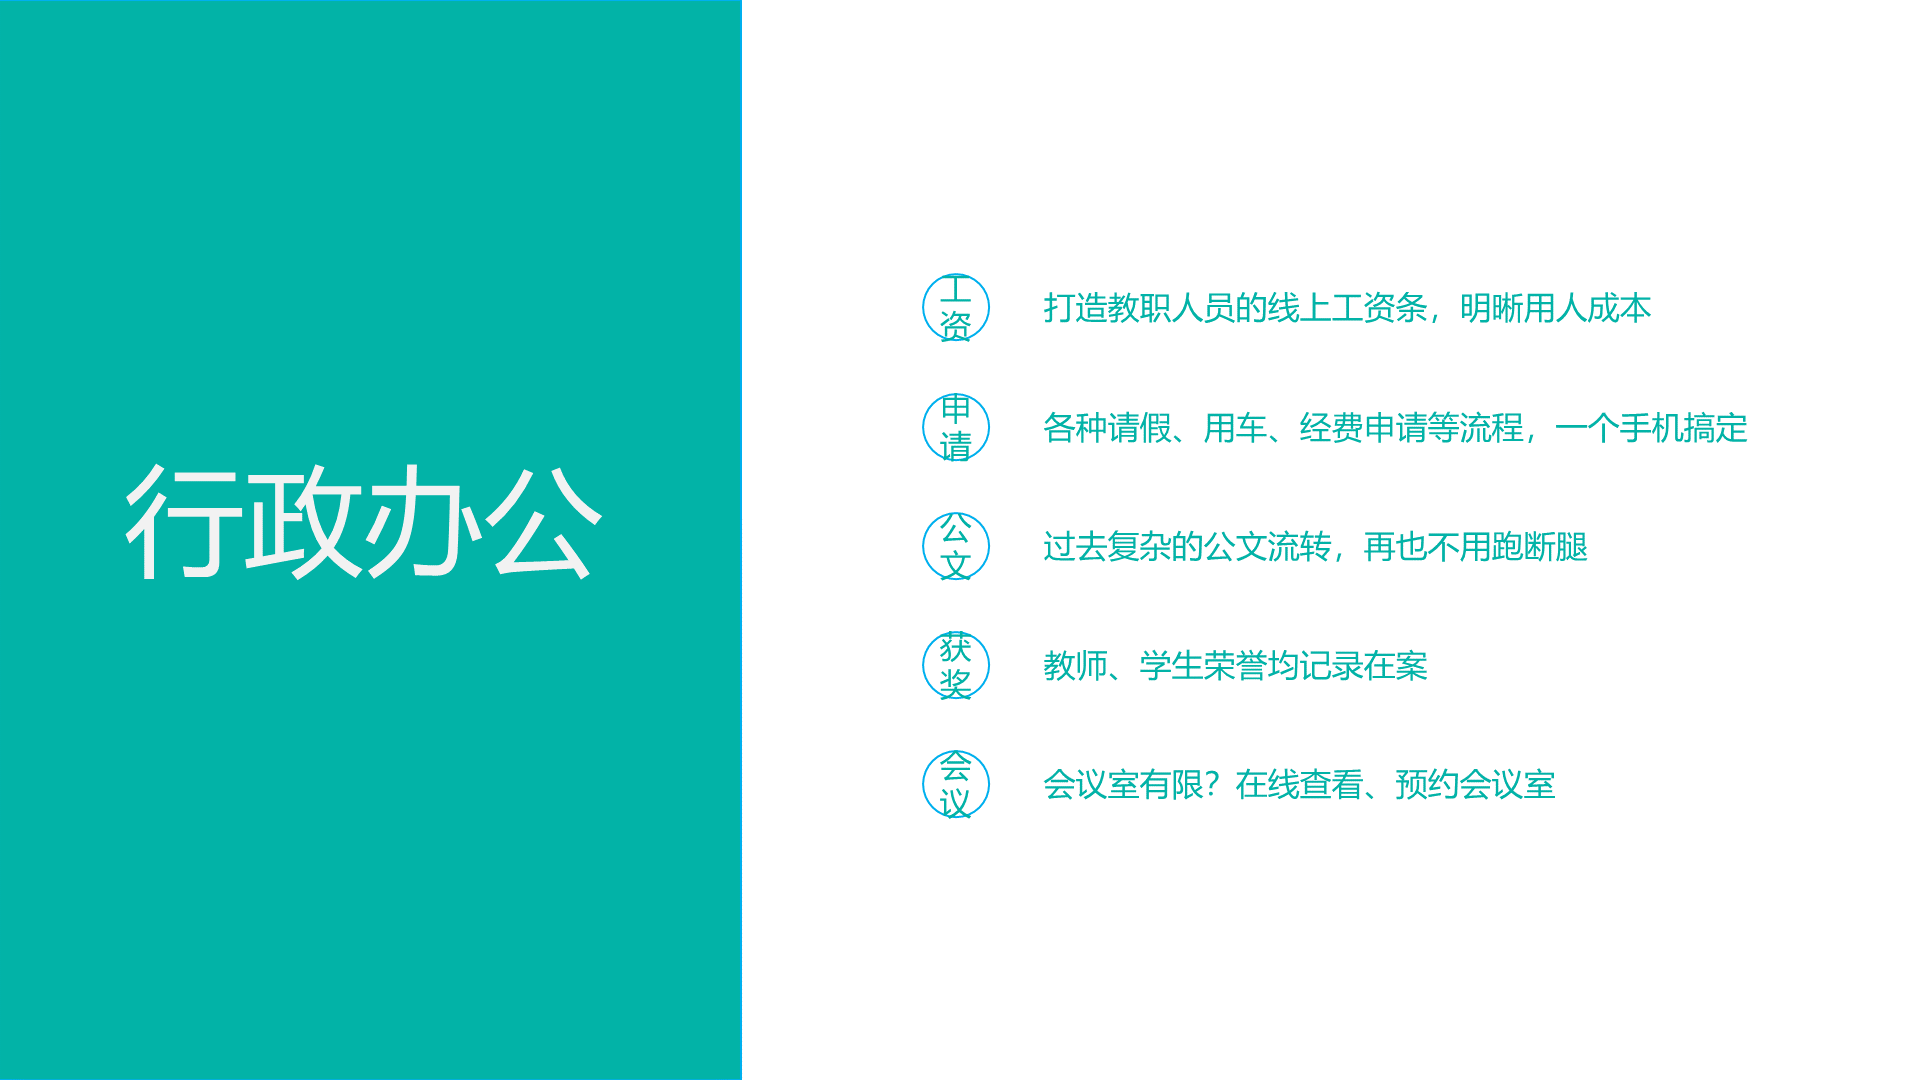 行政办公
工资
打造教职人员的线上工资条，明晰用人成本
申请
各种请假、用车、经费申请等流程，一个手机搞定
公文
过去复杂的公文流转，再也不用跑断腿
获奖
教师、学生荣誉均记录在案
会议
会议室有限？在线查看、预约会议室